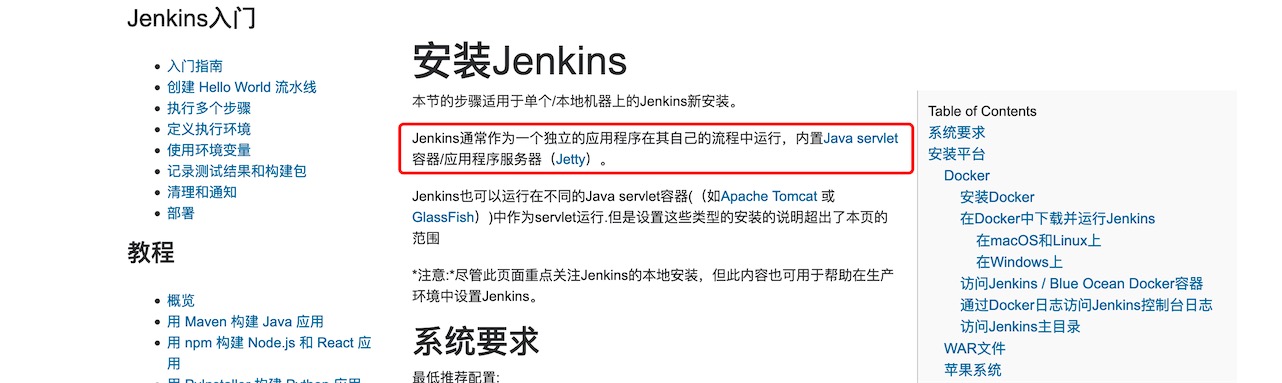 Jenkins入门
入门指南
创建 Hello World 流水线
执行多个步骤
定义执行环境
使用环境变量
记录测试结果和构建包
清理和通知
部署
教程
概览
用 Maven 构建 Java 应用
用 npm 构建 Node.js 和 React 应
用
用 PyInstaller 构建 Python 应用
安装Jenkins
本节的步骤适用于单个/本地机器上的Jenkins新安装。
Jenkins通常作为一个独立的应用程序在其自己的流程中运行，内置Java servlet
容器/应用程序服务器（Jetty）。
Jenkins也可以运行在不同的Java servlet容器(（如Apache Tomcat 或
GlassFish）)中作为servlet运行.但是设置这些类型的安装的说明超出了本页的
范围
*注意:*尽管此页面重点关注Jenkins的本地安装，但此内容也可用于帮助在生产
环境中设置Jenkins。
系统要求
最低推荐配置:
Table of Contents
系统要求
安装平台
Docker
安装Docker
在Docker中下载并运行Jenkins
在macOS和Linux上
在Windows上
访问Jenkins / Blue Ocean Docker容器
通过Docker日志访问Jenkins控制台日志
访问Jenkins主目录
WAR文件
苹果系统